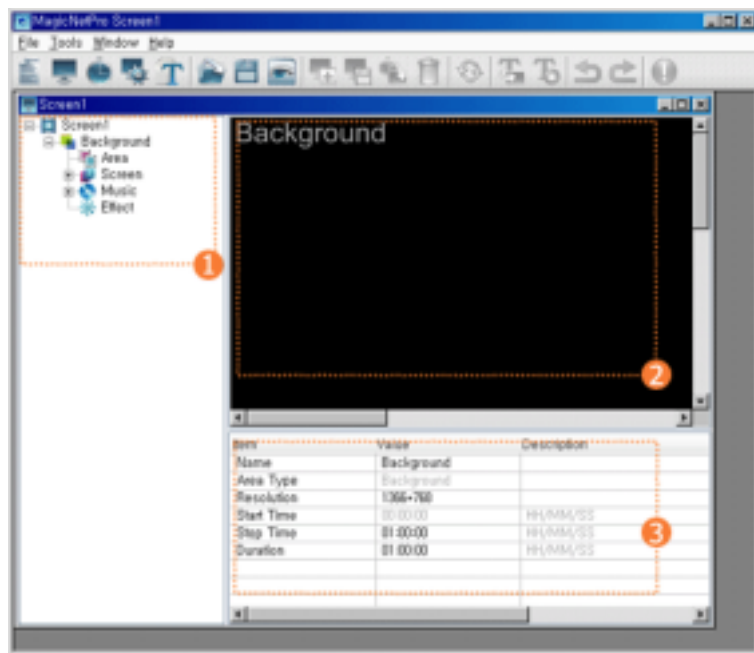 MagicNetPro Screen1
File Tools Window Help
Screen1
Screen1
Background
Area
Screen
Music
Effect
1
Background
2
Item Value Description
Name Background
Area Type Background
Resolution 1366*768
Start Time 00:00:00 HH/MM/SS
Stop Time 01:00:00 HH/MM/SS
Duration 01:00:00 HH/MM/SS
3